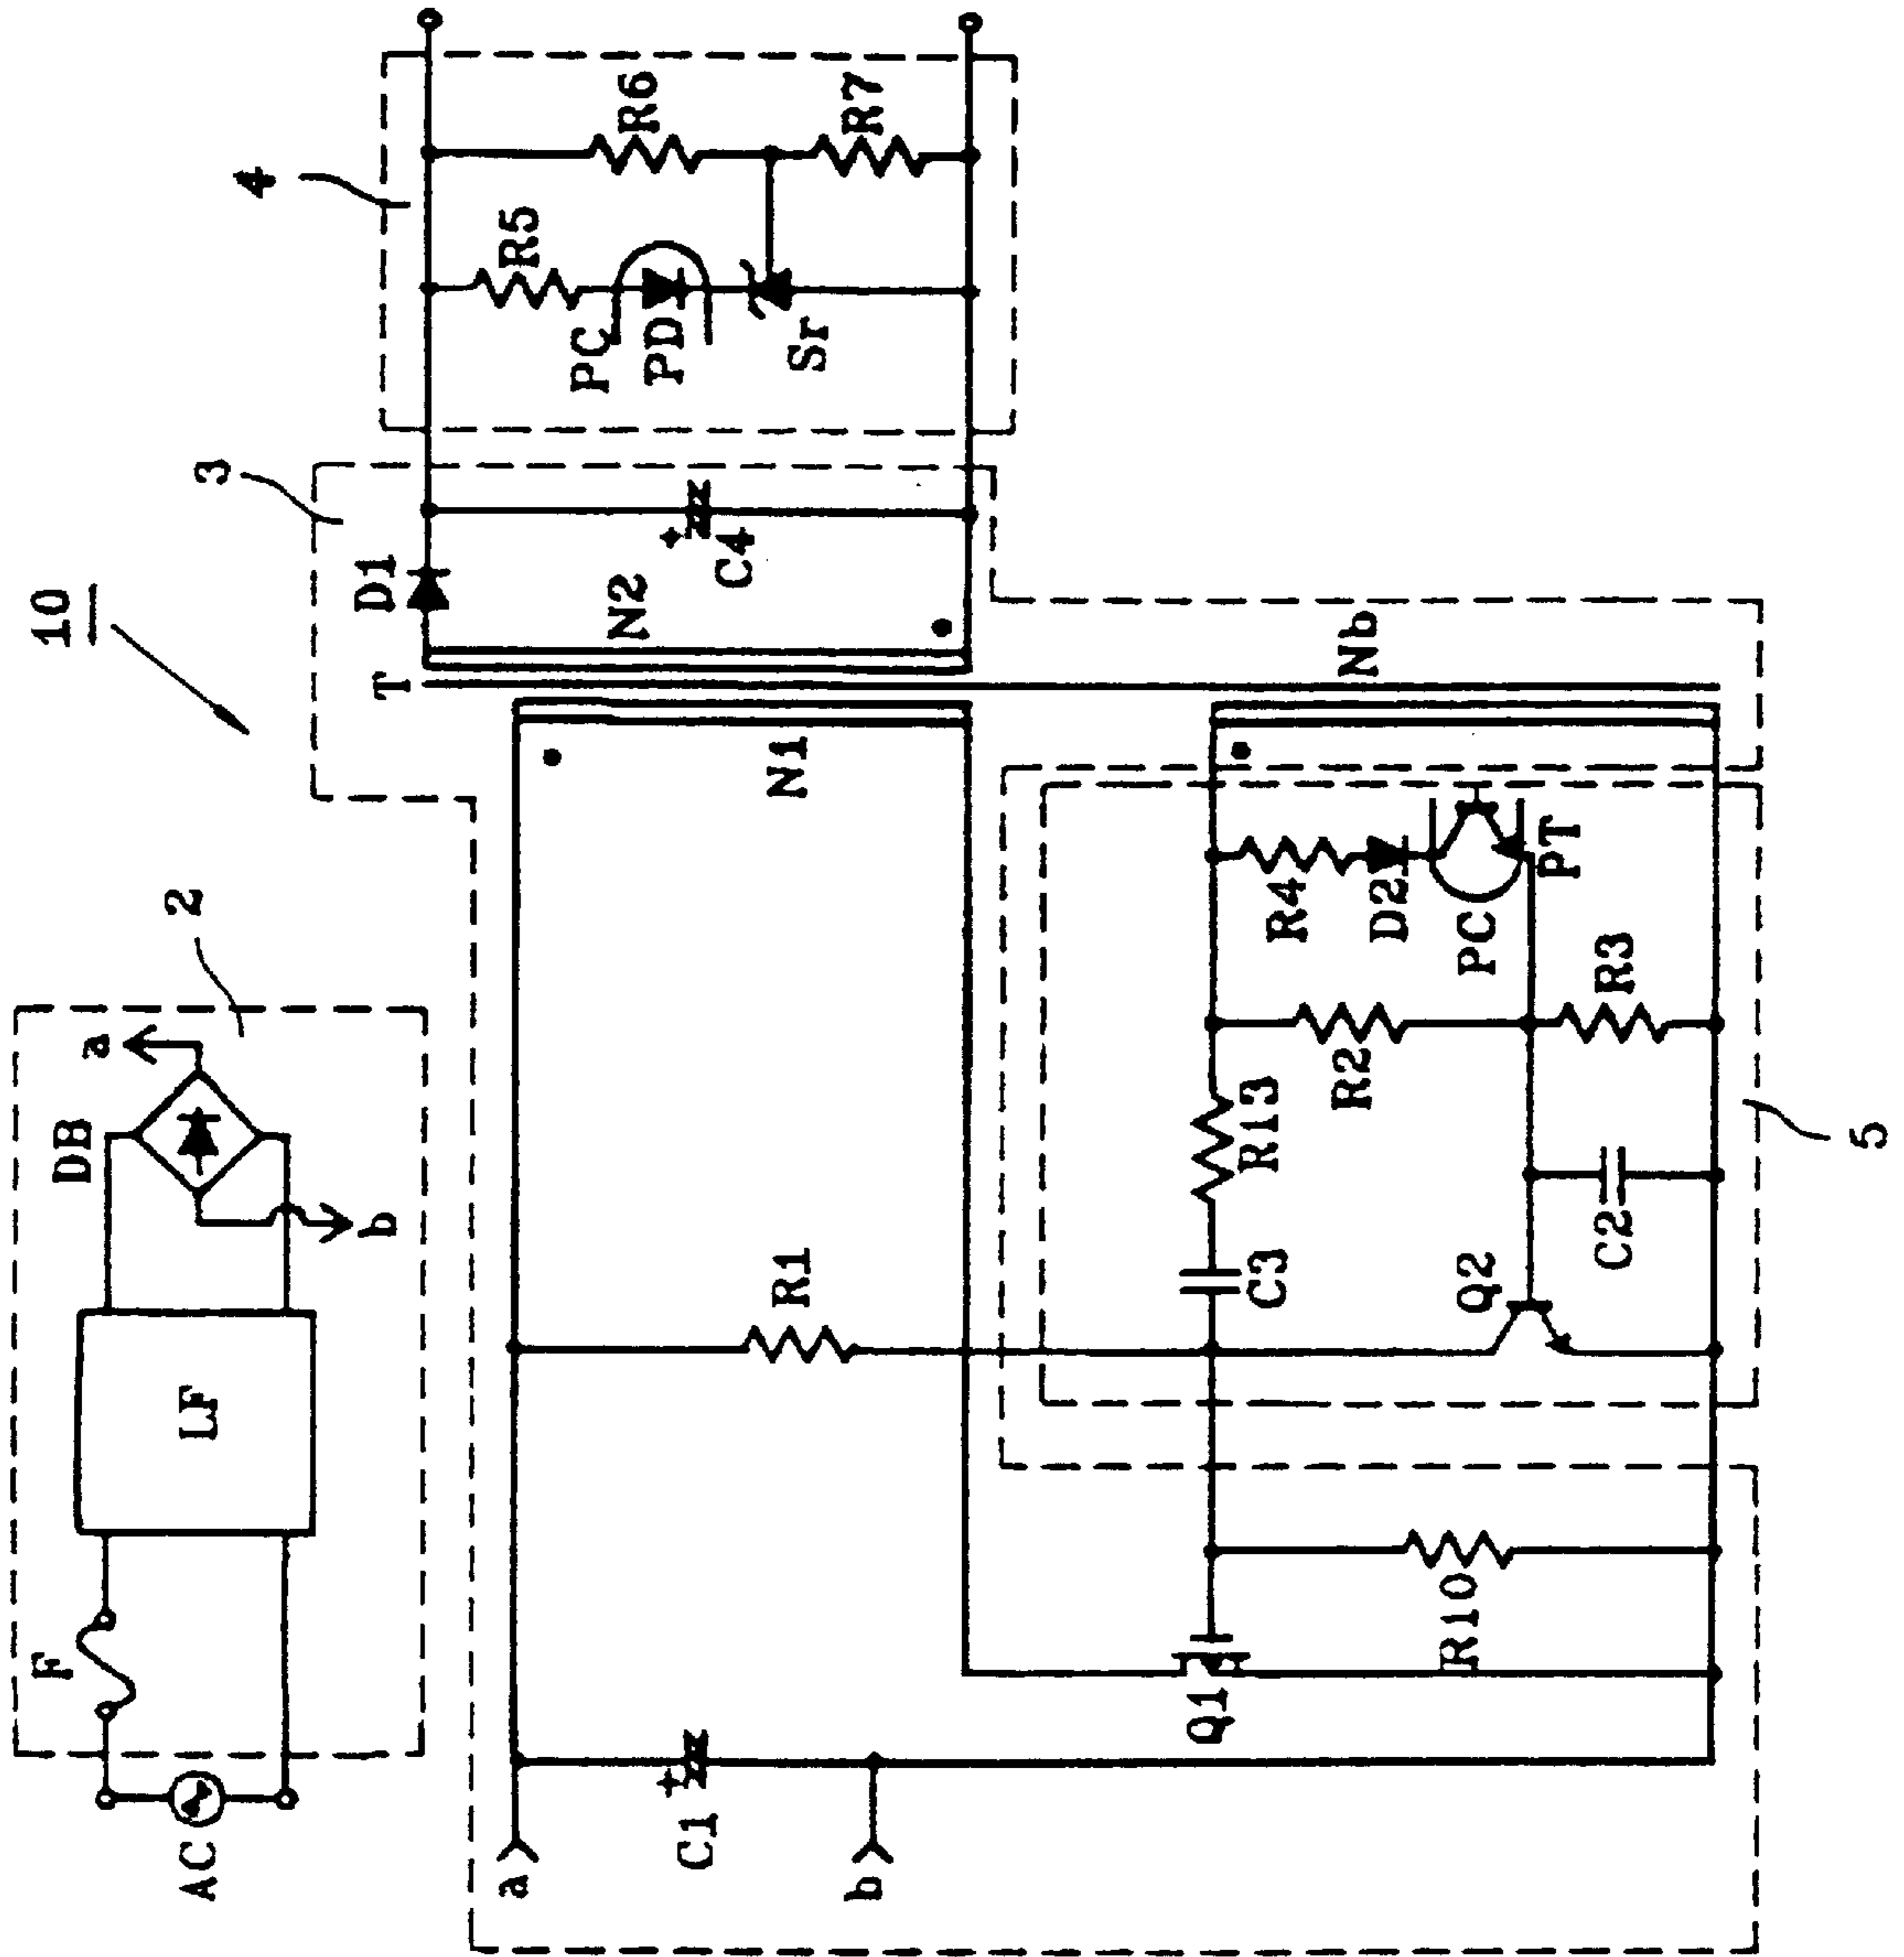 10
AC
F
LF
DB
a
b
2
3
4
a
b
C1
R1
N1
T
N2
D1
C4
R5
PC
PD
Sr
R6
R7
Q1
R10
C3
R13
R2
R4
D2
PC
PT
Nb
Q2
C2
R3
5